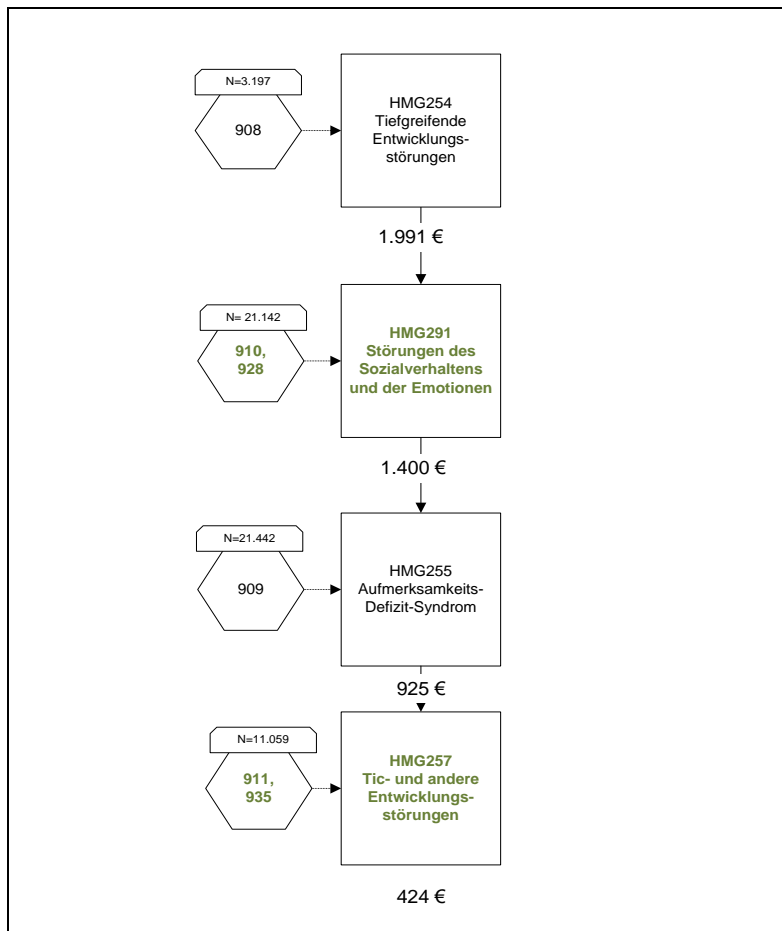 N=3.197
908
HMG254
Tiefgreifende
Entwicklungs-
störungen
1.991 €
N= 21.142
910,
928
HMG291
Störungen des
Sozialverhaltens
und der Emotionen
1.400 €
N=21.442
909
HMG255
Aufmerksamkeits-
Defizit-Syndrom
925 €
N=11.059
911,
935
HMG257
Tic- und andere
Entwicklungs-
störungen
424 €